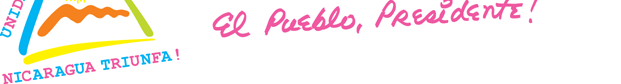 UNID
NICARAGUA TRIUNFA!
El Pueblo, Presidente!